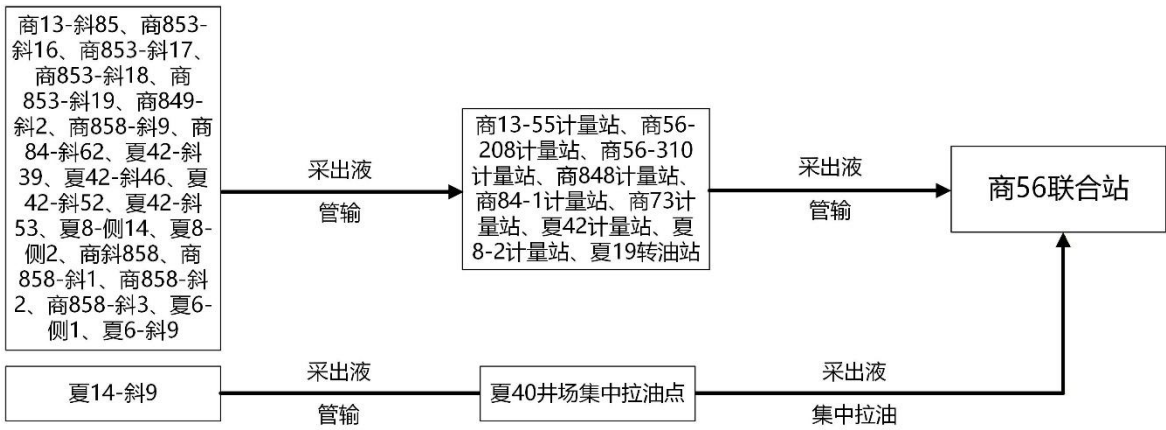 商13-斜85、商853-
斜16、商853-斜17、
商853-斜18、商
853-斜19、商849-
斜2、商858-斜9、商
84-斜62、夏42-斜
39、夏42-斜46、夏
42-斜52、夏42-斜
53、夏8-侧14、夏8-
侧2、商斜858、商
858-斜1、商858-斜
2、商858-斜3、夏6-
侧1、夏6-斜9
采出液
管输
商13-55计量站、商56-
208计量站、商56-310
计量站、商848计量站、
商84-1计量站、商73计
量站、夏42计量站、夏
8-2计量站、夏19转油站
采出液
管输
商56联合站
夏14-斜9
采出液
管输
夏40井场集中拉油点
采出液
集中拉油